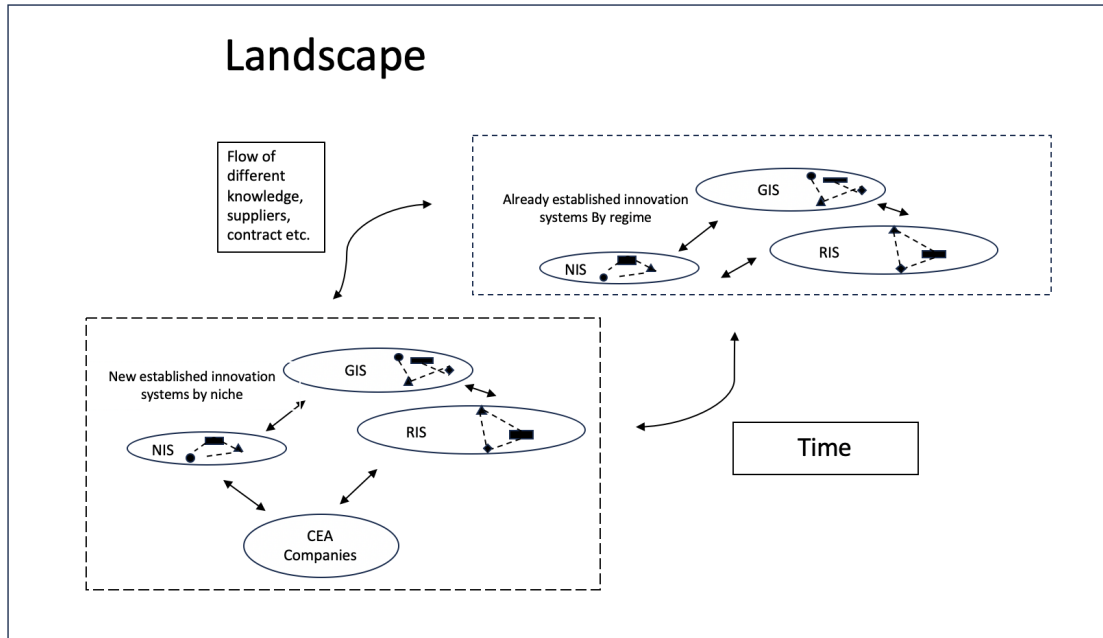 Landscape
Flow of
different
knowledge,
suppliers,
contract etc.
Already established innovation
systems By regime
GIS
RIS
NIS
New established innovation
systems by niche
GIS
RIS
NIS
CEA
Companies
Time